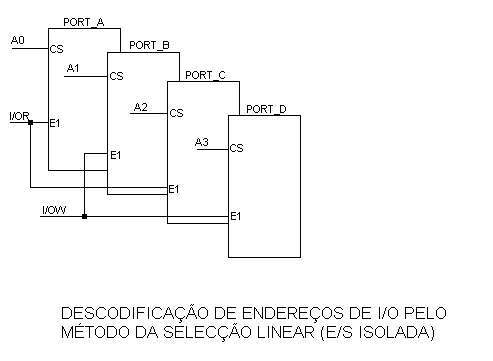 PORT_A
A0
CS
PORT_B
A1
CS
PORT_C
A2
CS
PORT_D
I/OR
E1
A3
CS
E1
E1
I/OW
E1
DESCODIFICAÇÃO DE ENDEREÇOS DE I/O PELO
MÉTODO DA SELECÇÃO LINEAR (E/S ISOLADA)